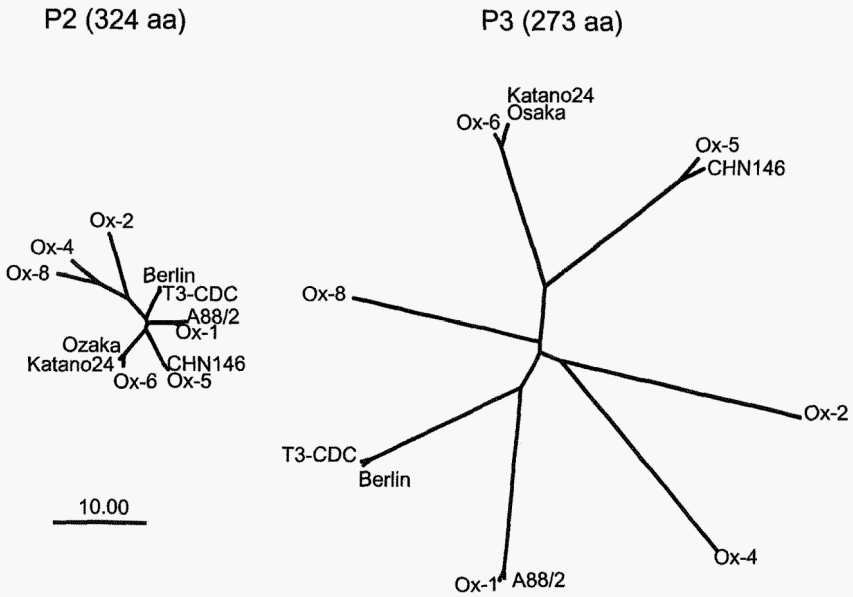 P2 (324 aa)
P3 (273 aa)
Katano24
Osaka
Ox-6
Ox-5
CHN146
Ox-2
Ox-4
Ox-8
Berlin
T3-CDC
A88/2
Ox-1
Ozaka
Katano24
Ox-6
CHN146
Ox-5
Ox-8
Ox-2
T3-CDC
Berlin
10.00
Ox-4
Ox-1
A88/2